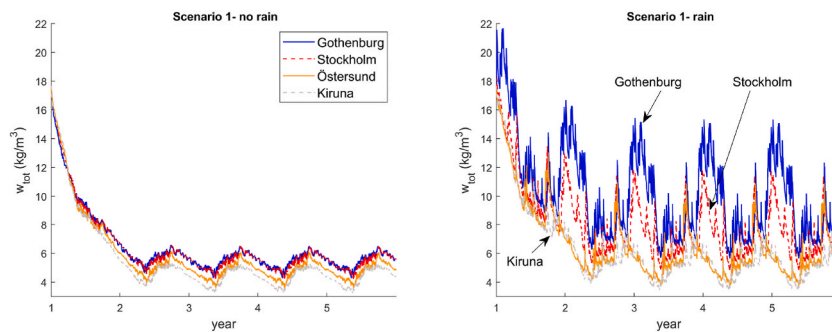 Scenario 1- no rain
22
20
18
16
14
12
10
8
6
4
w_tot (kg/m³)
1 2 3 4 5
year
Gothenburg
Stockholm
Östersund
Kiruna
Scenario 1- rain
22
20
18
16
14
12
10
8
6
4
w_tot (kg/m³)
1 2 3 4 5
year
Gothenburg
Stockholm
Kiruna